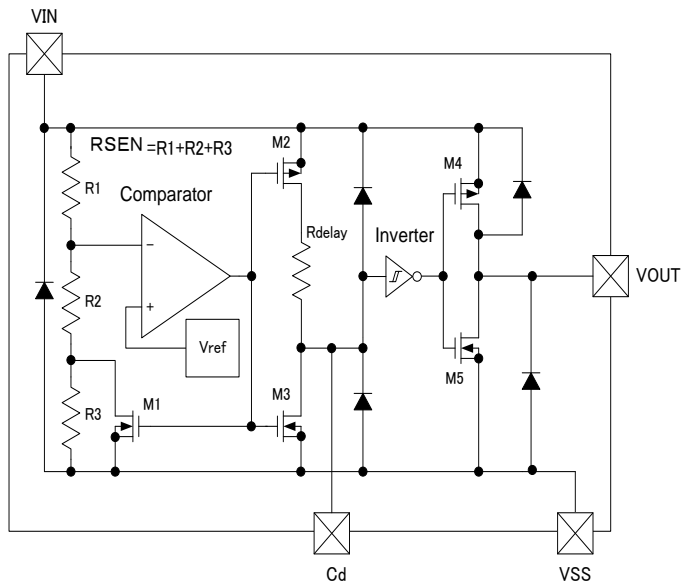 VIN
RSEN =R1+R2+R3
M2
M4
R1
Comparator
Rdelay
Inverter
−
R2
+
Vref
VOUT
M5
R3
M1
M3
Cd
VSS